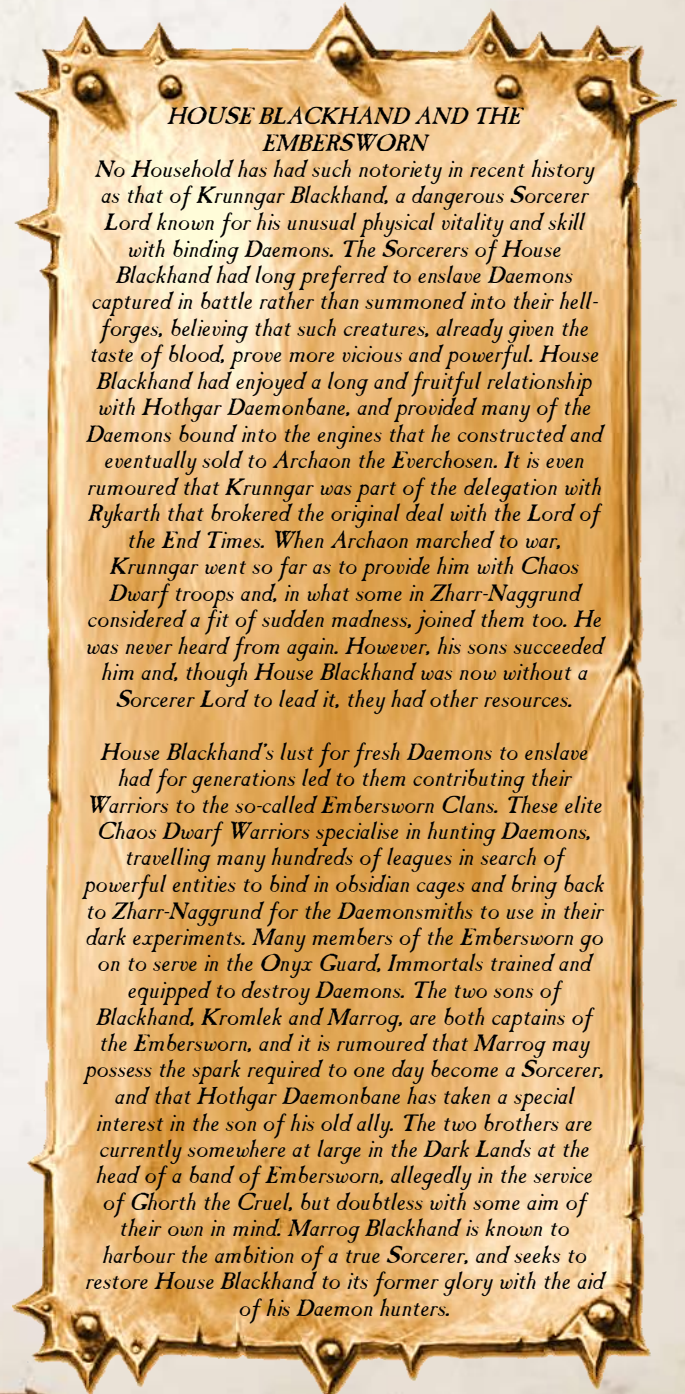 HOUSE BLACKHAND AND THE
EMBERSWORN
No Household has had such notoriety in recent history
as that of Krunngar Blackhand, a dangerous Sorcerer
Lord known for his unusual physical vitality and skill
with binding Daemons. The Sorcerers of House
Blackhand had long preferred to enslave Daemons
captured in battle rather than summoned into their hell-
forges, believing that such creatures, already given the
taste of blood, prove more vicious and powerful. House
Blackhand had enjoyed a long and fruitful relationship
with Hothgar Daemonbane, and provided many of the
Daemons bound into the engines that he constructed and
eventually sold to Archaon the Everchosen. It is even
rumoured that Krunngar was part of the delegation with
Rykarth that brokered the original deal with the Lord of
the End Times. When Archaon marched to war,
Krunngar went so far as to provide him with Chaos
Dwarf troops and, in what some in Zharr-Naggrund
considered a fit of sudden madness, joined them too. He
was never heard from again. However, his sons succeeded
him and, though House Blackhand was now without a
Sorcerer Lord to lead it, they had other resources.
House Blackhand's lust for fresh Daemons to enslave
had for generations led to them contributing their
Warriors to the so-called Embersworn Clans. These elite
Chaos Dwarf Warriors specialise in hunting Daemons,
travelling many hundreds of leagues in search of
powerful entities to bind in obsidian cages and bring back
to Zharr-Naggrund for the Daemonsmiths to use in their
dark experiments. Many members of the Embersworn go
on to serve in the Onyx Guard, Immortals trained and
equipped to destroy Daemons. The two sons of
Blackhand, Kromlek and Marrog, are both captains of
the Embersworn, and it is rumoured that Marrog may
possess the spark required to one day become a Sorcerer,
and that Hothgar Daemonbane has taken a special
interest in the son of his old ally. The two brothers are
currently somewhere at large in the Dark Lands at the
head of a band of Embersworn, allegedly in the service
of Ghorth the Cruel, but doubtless with some aim of
their own in mind. Marrog Blackhand is known to
harbour the ambition of a true Sorcerer, and seeks to
restore House Blackhand to its former glory with the aid
of his Daemon hunters.